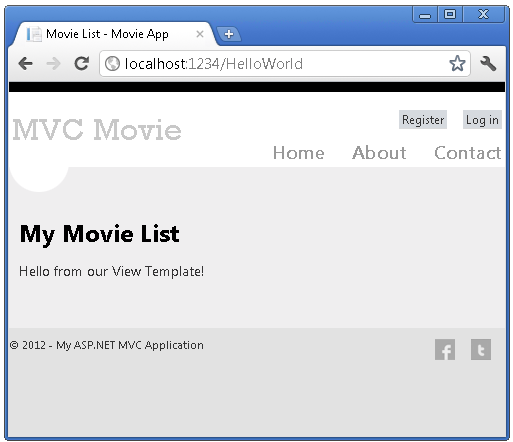 Movie List - Movie App
localhost:1234/HelloWorld
Register Log in
MVC Movie
Home About Contact
My Movie List
Hello from our View Template!
© 2012 - My ASP.NET MVC Application